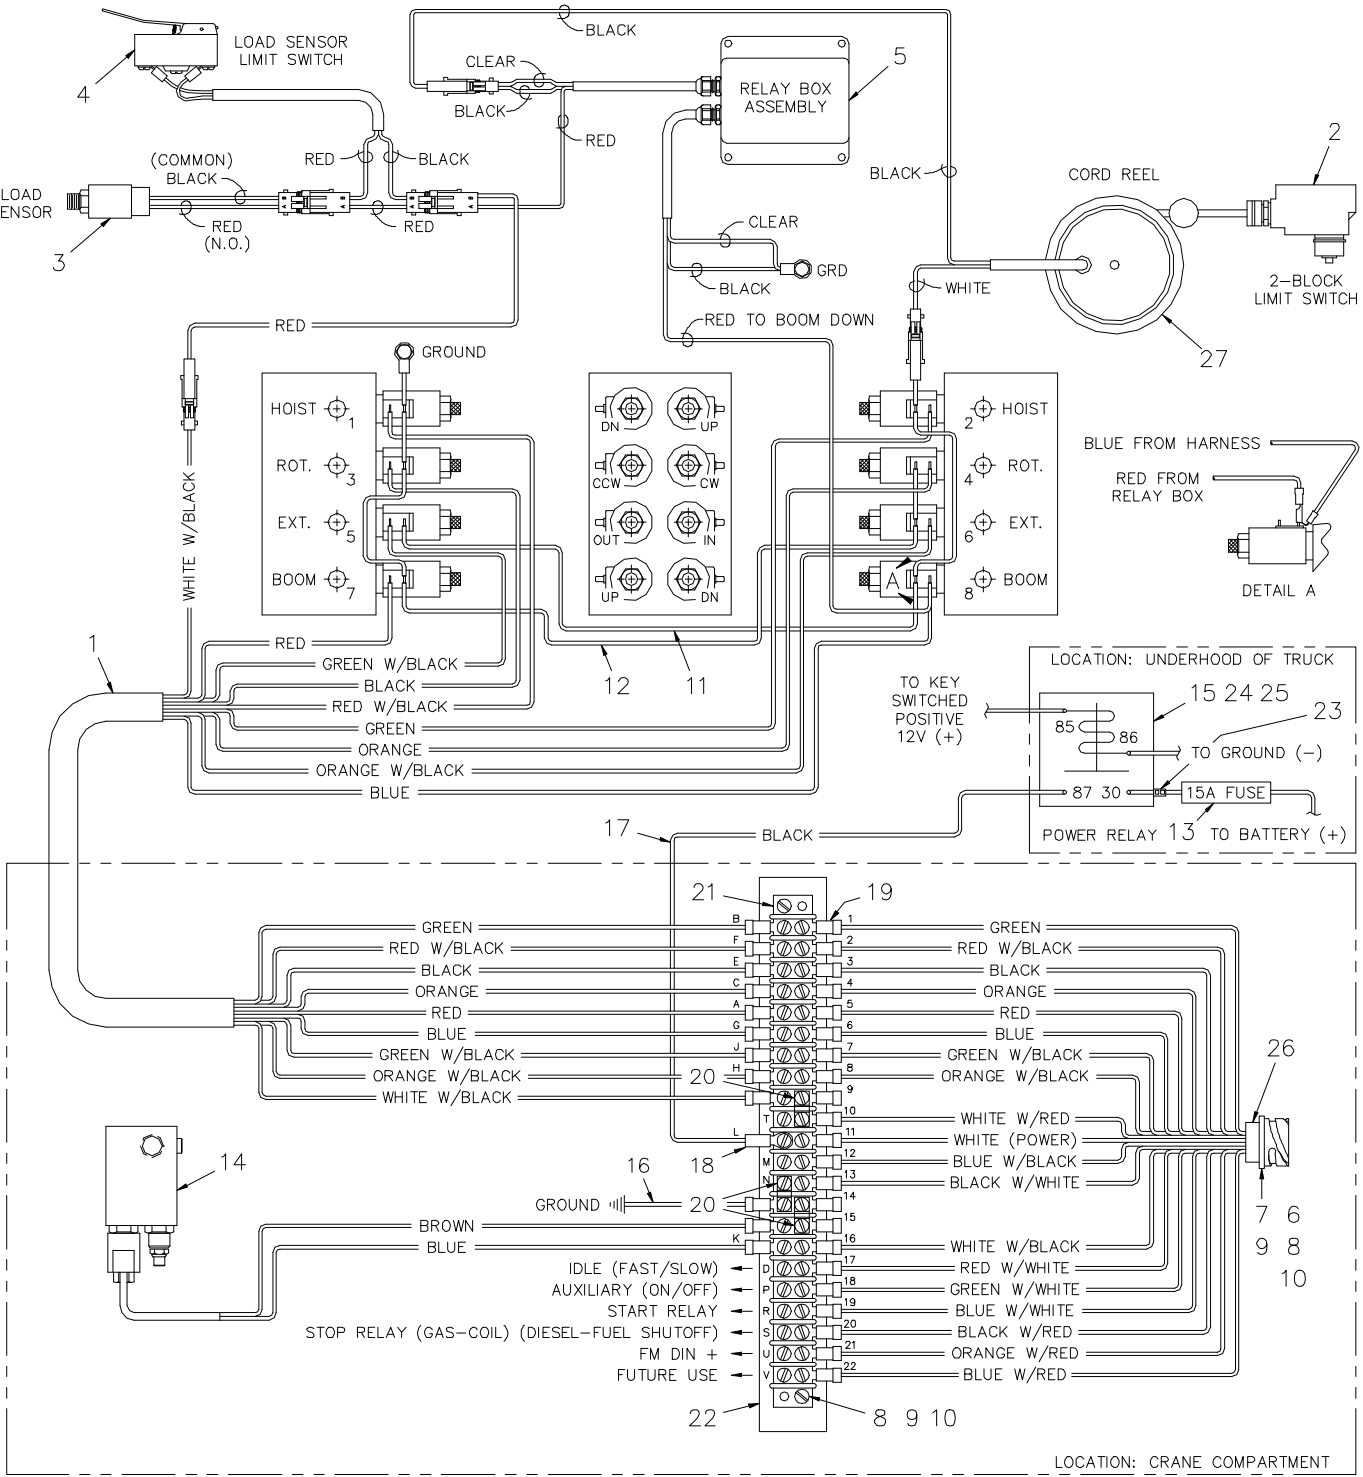 BLACK
LOAD SENSOR
LIMIT SWITCH
4
CLEAR
BLACK
5
RELAY BOX
ASSEMBLY
RED
2
(COMMON)
BLACK
RED
BLACK
BLACK
CORD REEL
LOAD
ENSOR
RED
(N.O.)
RED
3
CLEAR
GRD
BLACK
WHITE
2-BLOCK
LIMIT SWITCH
RED
RED TO BOOM DOWN
27
GROUND
HOIST
1
ROT.
3
EXT.
5
BOOM
7
DN
UP
CCW
CW
OUT
IN
UP
DN
2
HOIST
4
ROT.
6
EXT.
A
8
BOOM
BLUE FROM HARNESS
RED FROM
RELAY BOX
DETAIL A
WHITE W/BLACK
1
RED
GREEN W/BLACK
BLACK
RED W/BLACK
GREEN
ORANGE
ORANGE W/BLACK
BLUE
12
11
LOCATION: UNDERHOOD OF TRUCK
TO KEY
SWITCHED
POSITIVE
12V (+)
85
86
15 24 25
23
TO GROUND (-)
87 30
15A FUSE
POWER RELAY
13
TO BATTERY (+)
17
BLACK
21
19
B
GREEN
1
GREEN
F
RED W/BLACK
2
RED W/BLACK
E
BLACK
3
BLACK
C
ORANGE
4
ORANGE
A
RED
5
RED
G
BLUE
6
BLUE
J
GREEN W/BLACK
7
GREEN W/BLACK
H
ORANGE W/BLACK
20
8
ORANGE W/BLACK
26
WHITE W/BLACK
9
T
10
WHITE W/RED
L
11
WHITE (POWER)
18
M
12
BLUE W/BLACK
14
16
N
13
BLACK W/WHITE
GROUND
20
14
7 6
BROWN
15
BLUE
K
16
WHITE W/BLACK
9 8
10
IDLE (FAST/SLOW)
D
17
RED W/WHITE
AUXILIARY (ON/OFF)
P
18
GREEN W/WHITE
START RELAY
R
19
BLUE W/WHITE
STOP RELAY (GAS-COIL) (DIESEL-FUEL SHUTOFF)
S
20
BLACK W/RED
FM DIN +
U
21
ORANGE W/RED
FUTURE USE
V
22
BLUE W/RED
22
8 9 10
LOCATION: CRANE COMPARTMENT